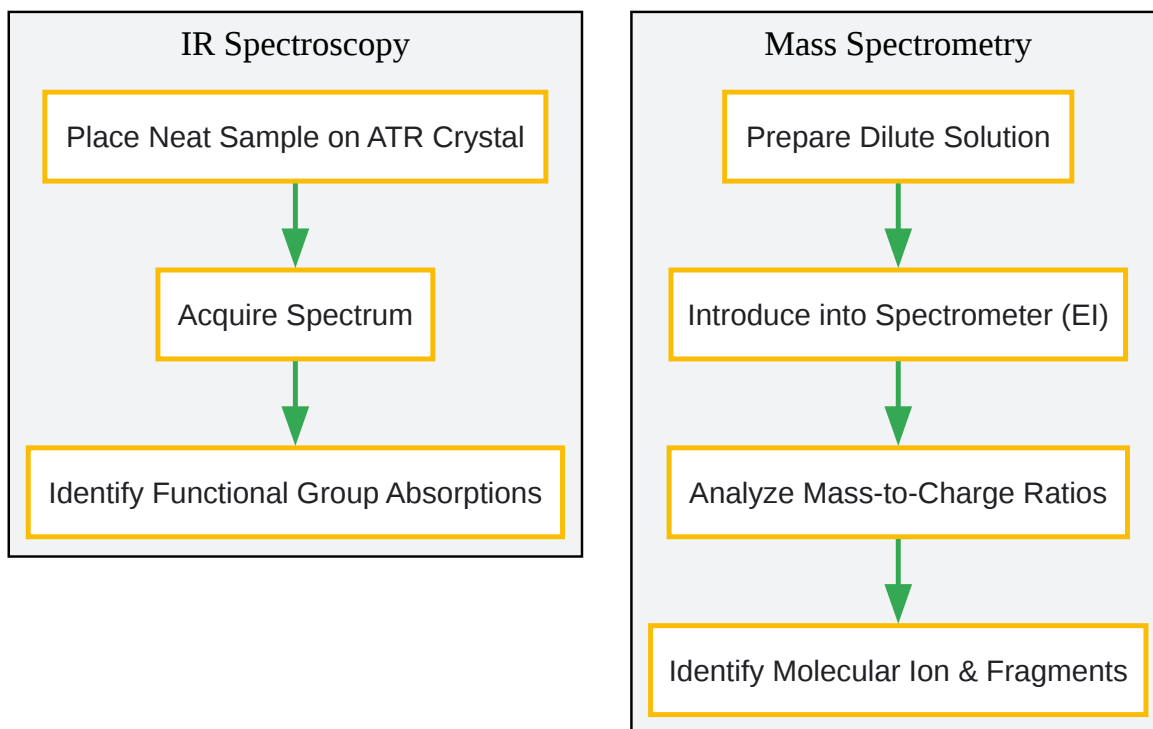 IR Spectroscopy
Place Neat Sample on ATR Crystal
Acquire Spectrum
Identify Functional Group Absorptions
Mass Spectrometry
Prepare Dilute Solution
Introduce into Spectrometer (EI)
Analyze Mass-to-Charge Ratios
Identify Molecular Ion & Fragments